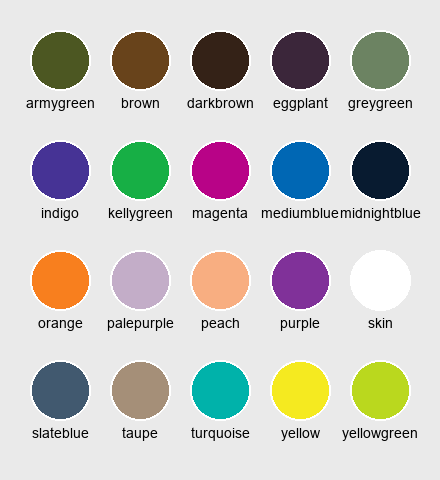 armygreen brown darkbrown eggplant greygreen
indigo kellygreen magenta mediumblue midnightblue
orange palepurple peach purple skin
slateblue taupe turquoise yellow yellowgreen